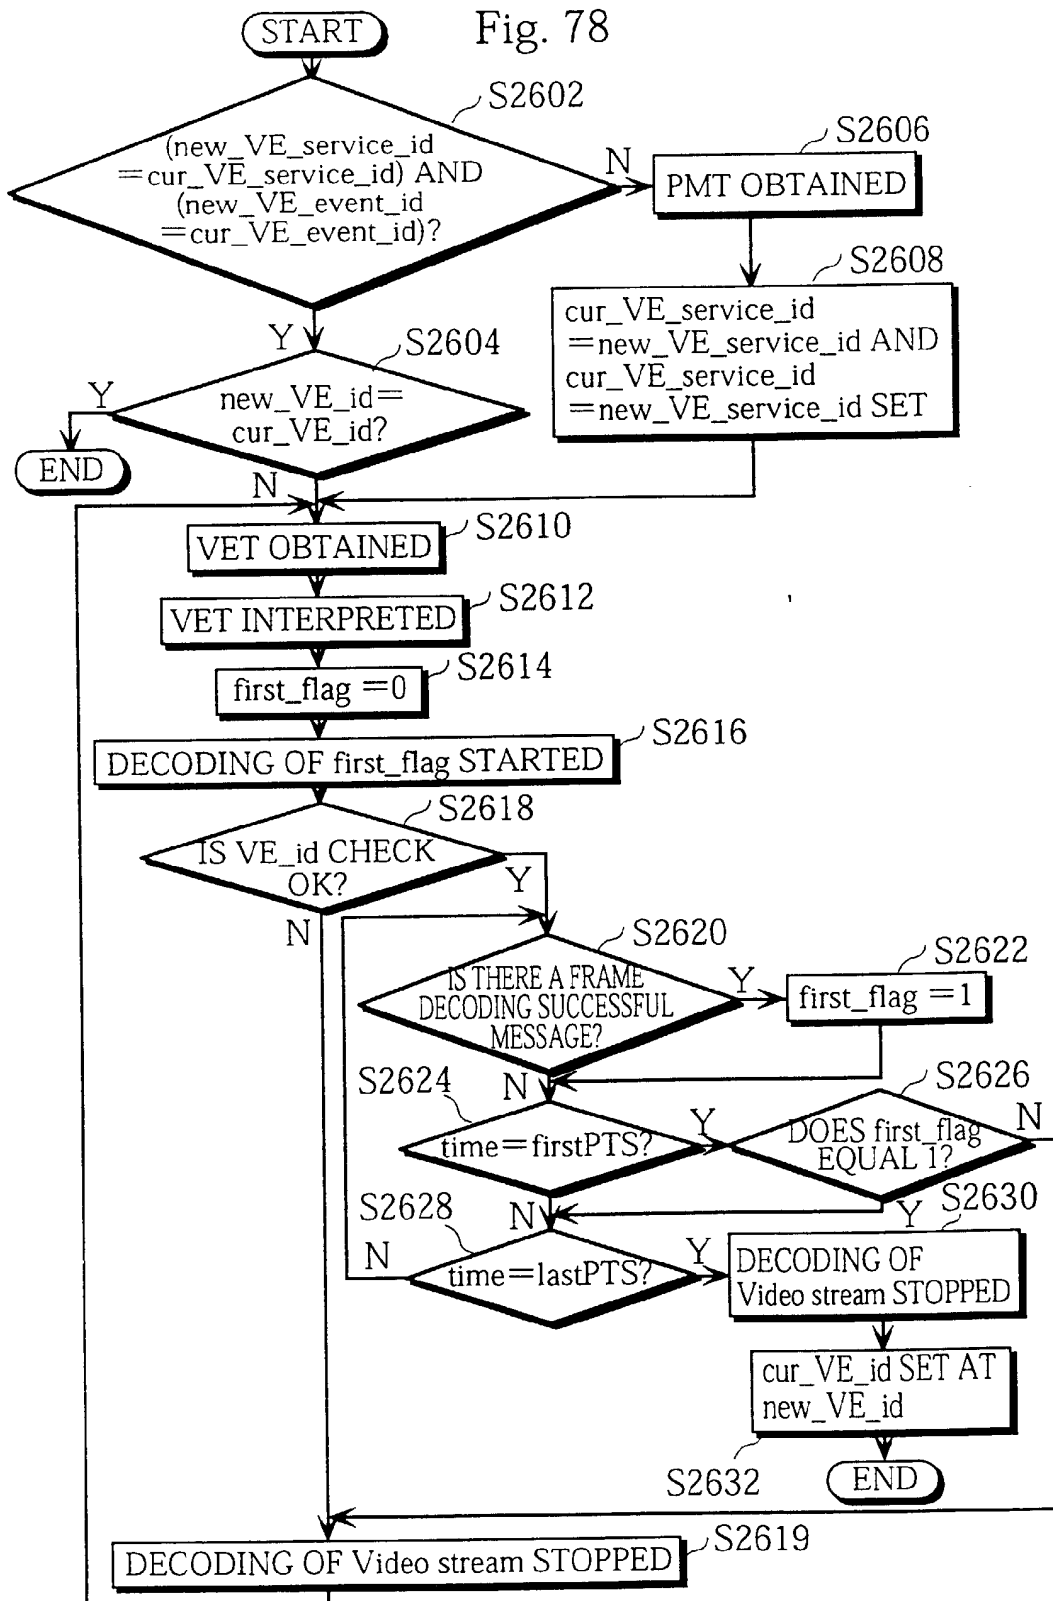 START
Fig. 78
S2602
(new_VE_service_id
=cur_VE_service_id) AND
(new_VE_event_id
=cur_VE_event_id)?
N
S2606
PMT OBTAINED
S2608
cur_VE_service_id
=new_VE_service_id AND
cur_VE_service_id
=new_VE_service_id SET
Y
S2604
new_VE_id=
cur_VE_id?
Y
END
N
S2610
VET OBTAINED
S2612
VET INTERPRETED
S2614
first_flag =0
S2616
DECODING OF first_flag STARTED
S2618
IS VE_id CHECK
OK?
Y
N
S2620
IS THERE A FRAME
DECODING SUCCESSFUL
MESSAGE?
Y
S2622
first_flag =1
N
S2624
time=firstPTS?
Y
S2626
DOES first_flag
EQUAL 1?
N
Y
N
S2628
time=lastPTS?
N
Y
S2630
DECODING OF
Video stream STOPPED
cur_VE_id SET AT
new_VE_id
S2632
END
S2619
DECODING OF Video stream STOPPED